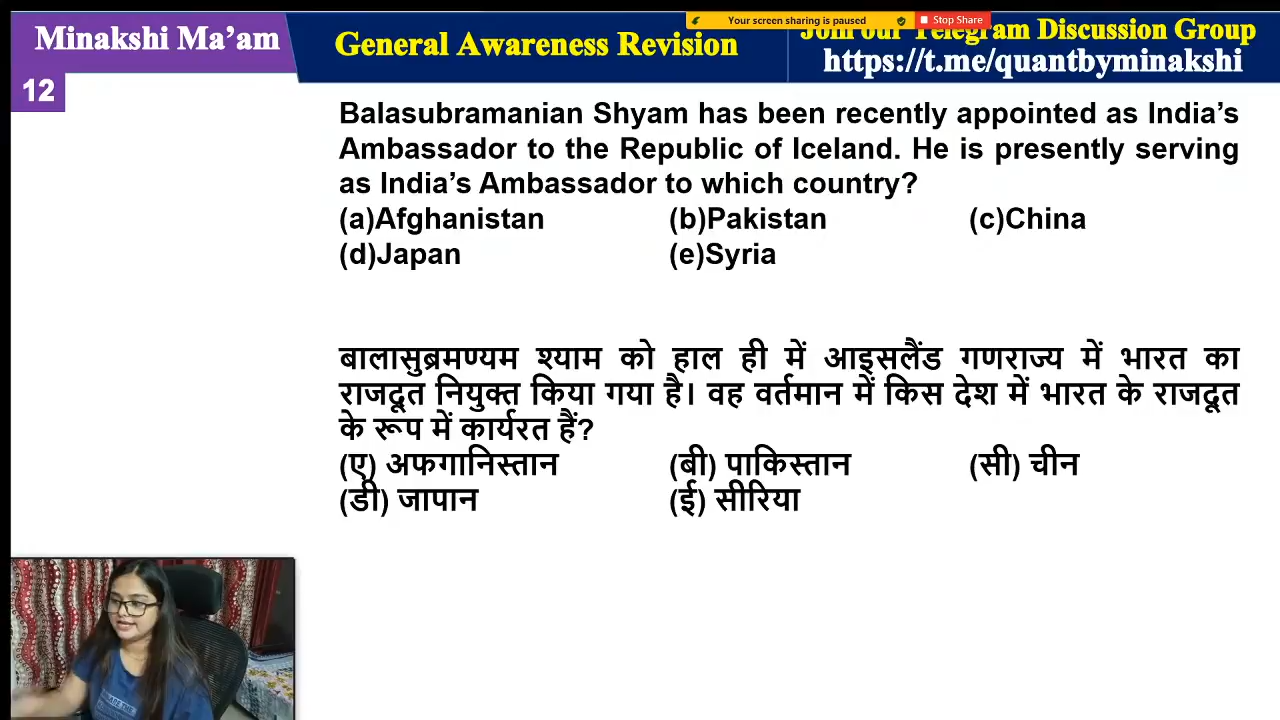 Minakshi Ma’am
General Awareness Revision
Your screen sharing is paused
Stop Share
Join our Telegram Discussion Group
https://t.me/quantbyminakshi
12
Balasubramanian Shyam has been recently appointed as India’s
Ambassador to the Republic of Iceland. He is presently serving
as India’s Ambassador to which country?
(a)Afghanistan (b)Pakistan (c)China
(d)Japan (e)Syria
बालासुब्रमण्यम श्याम को हाल ही में आइसलैंड गणराज्य में भारत का
राजदूत नियुक्त किया गया है। वह वर्तमान में किस देश में भारत के राजदूत
के रूप में कार्यरत हैं?
(ए) अफगानिस्तान (बी) पाकिस्तान (सी) चीन
(डी) जापान (ई) सीरिया